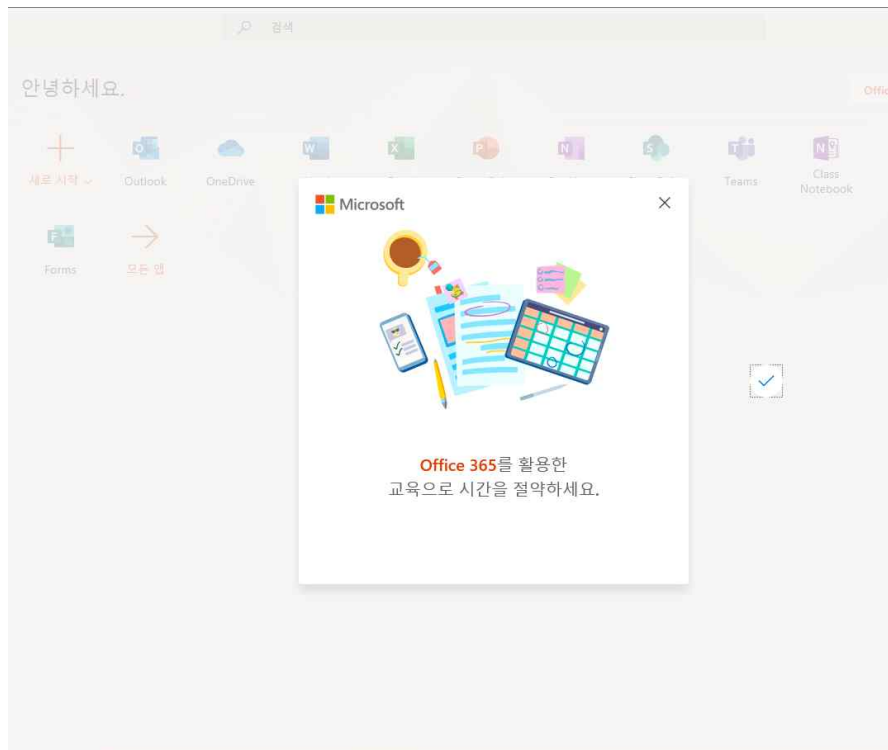 검색
안녕하세요.
Offic
새로 시작
Outlook
OneDrive
Teams
Class
Notebook
Forms
모든 앱
Microsoft
Office 365를 활용한
교육으로 시간을 절약하세요.